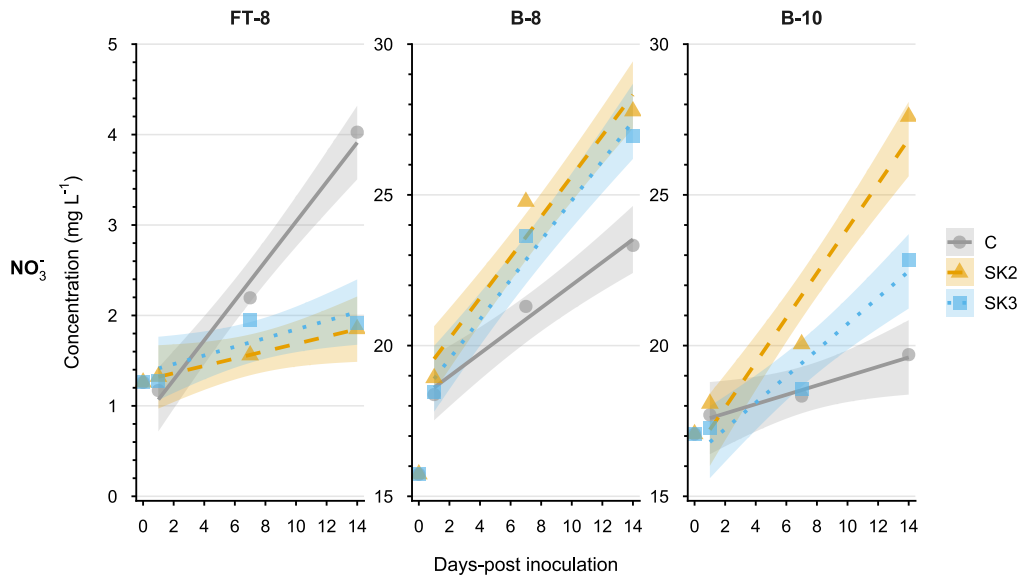 FT-8 B-8 B-10
5 30 30
4 25 25
3
2 20 20
1
0 15 15
0 2 4 6 8 10 12 14 0 2 4 6 8 10 12 14 0 2 4 6 8 10 12 14
NO₃⁻
Concentration (mg L⁻¹)
Days-post inoculation
C
SK2
SK3